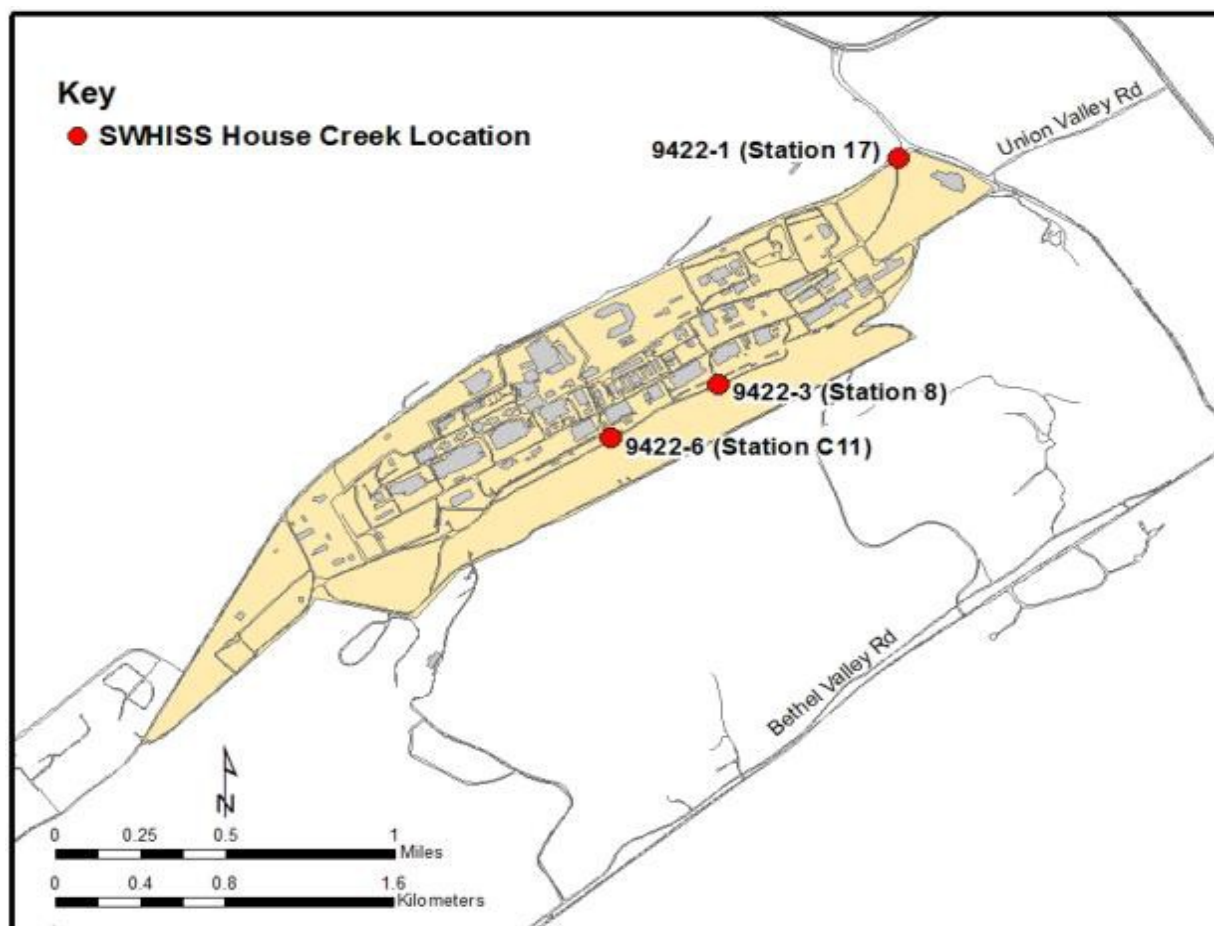 Key
SWHISS House Creek Location
9422-1 (Station 17)
Union Valley Rd
9422-3 (Station 8)
9422-6 (Station C11)
Bethel Valley Rd
N
0 0.25 0.5 1
Miles
0 0.4 0.8 1.6
Kilometers